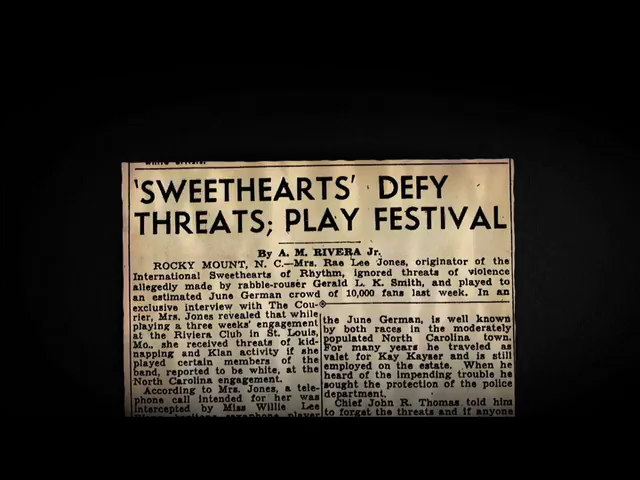 'SWEETHEARTS' DEFY
THREATS; PLAY FESTIVAL
By A. M. RIVERA Jr.
ROCKY MOUNT, N. C.—Mrs. Rae Lee Jones, originator of the
International Sweethearts of Rhythm, ignored threats of violence
allegedly made by rabble-rouser Gerald L. K. Smith, and played to
an estimated June German crowd of 10,000 fans last week. In an
exclusive interview with The Cou-
rier, Mrs. Jones revealed that while
playing a three weeks' engagement
at the Riviera Club in St. Louis,
Mo., she received threats of kid-
napping and Klan activity if she
played certain members of the
band, reported to be white, at the
North Carolina engagement.
According to Mrs. Jones, a tele-
phone call intended for her was
intercepted by Miss Willie Lee
the June German, is well known
by both races in the moderately
populated North Carolina town.
For many years he traveled as
valet for Kay Kayser and is still
employed on the estate. When he
heard of the impending trouble he
sought the protection of the police
department.
Chief John R. Thomas told him
to forget the threats and if anyone